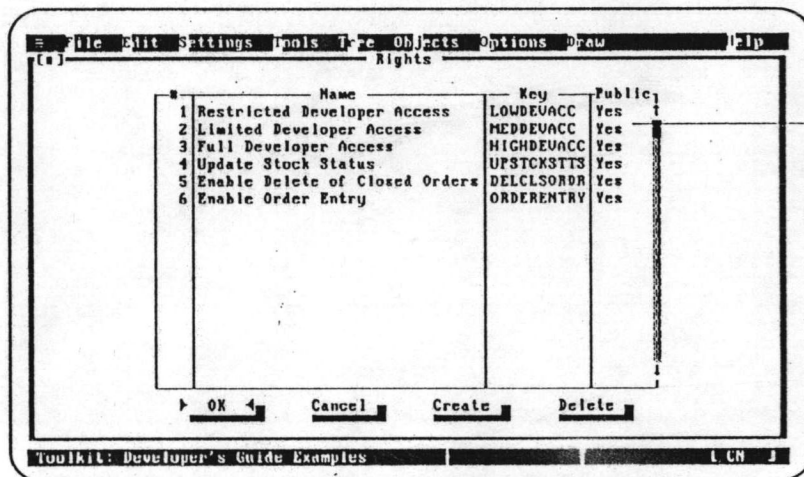 ≡ File Edit Settings Tools Tree Objects Options Draw Help
[■] Rights
# Name Key Public
1 Restricted Developer Access LOWDEVACC Yes
2 Limited Developer Access MEDDEVACC Yes
3 Full Developer Access HIGHDEVACC Yes
4 Update Stock Status UPSTCKSTTS Yes
5 Enable Delete of Closed Orders DELCLSORDR Yes
6 Enable Order Entry ORDERENTRY Yes
OK Cancel Create Delete
Toolkit: Developer's Guide Examples [ CN ]